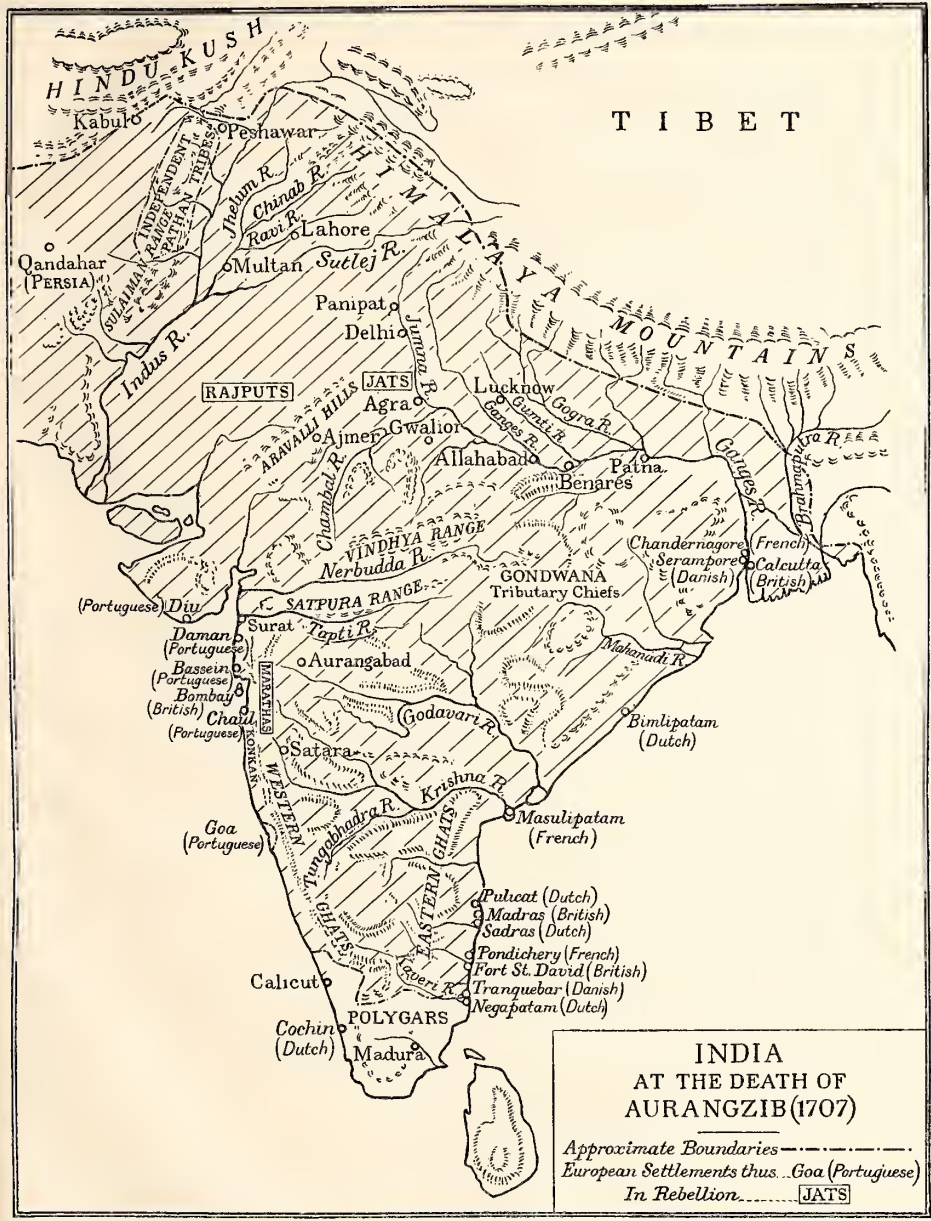 HINDU KUSH
TIBET
Kabul
Peshawar
INDEPENDENT
PATHAN TRIBES
SULAIMAN RANGE
HIMALAYA MOUNTAINS
Jhelum R.
Chinab R.
Ravi R.
Lahore
Qandahar
(PERSIA)
Multan
Sutlej R.
Panipat
Delhi
Jumna R.
Indus R.
RAJPUTS
JATS
Agra
Lucknow
Gumti R.
Gogra R.
Ganges R.
ARAVALLI HILLS
Ajmer
Gwalior
Allahabad
Benares
Patna
Ganges R.
Brahmaputra R.
Chambal R.
VINDHYA RANGE
Nerbudda R.
Chandernagore (French)
Serampore
(Danish)
Calcutta
(British)
GONDWANA
Tributary Chiefs
(Portuguese) Diu
SATPURA RANGE
Surat
Tapti R.
Daman
(Portuguese)
Mahanadi R.
Bassein
(Portuguese)
Aurangabad
MARATHAS
Bombay
(British)
Chaul
(Portuguese)
KONKAN
Godavari R.
Bimlipatam
(Dutch)
Satara
WESTERN GHATS
Krishna R.
Tungabhadra R.
EASTERN GHATS
Masulipatam
(French)
Goa
(Portuguese)
Pulicat (Dutch)
Madras (British)
Sadras (Dutch)
Pondichery (French)
Fort St. David (British)
Calicut
Kaveri R.
Tranquebar (Danish)
Negapatam (Dutch)
POLYGARS
Cochin
(Dutch)
Madura
INDIA
AT THE DEATH OF
AURANGZIB (1707)
Approximate Boundaries
European Settlements thus...Goa (Portuguese)
In Rebellion........JATS